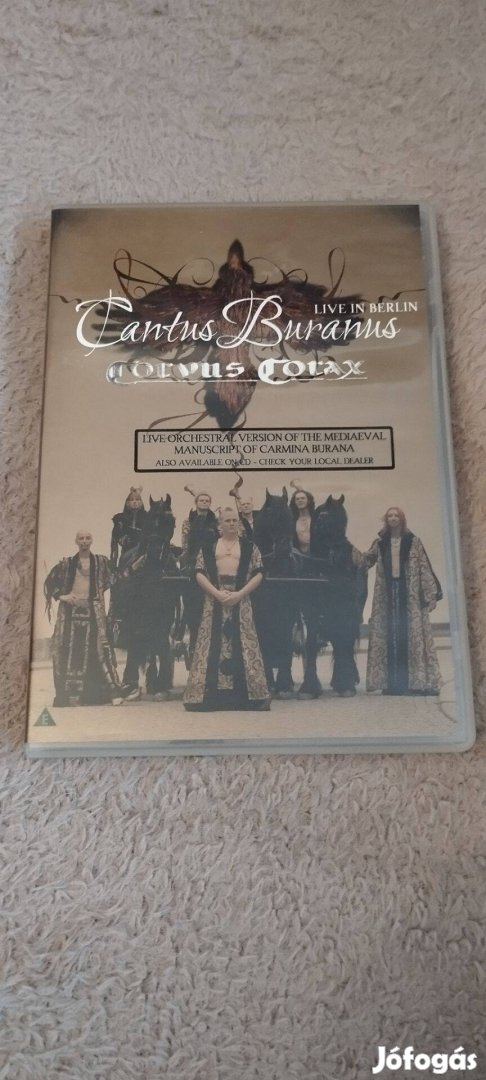 LIVE IN BERLIN
Cantus Buranus
Corvus Corax
LIVE ORCHESTRAL VERSION OF THE MEDIAEVAL
MANUSCRIPT OF CARMINA BURANA
ALSO AVAILABLE ON CD - CHECK YOUR LOCAL DEALER
E
Jófogás